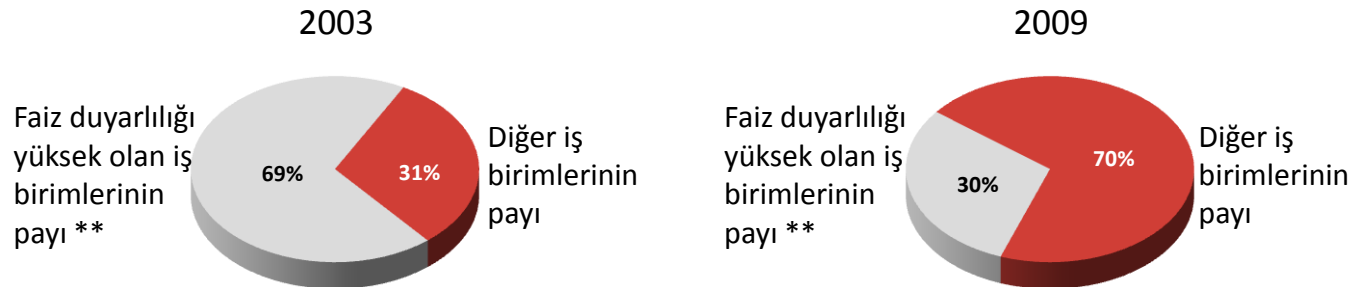 2003
Faiz duyarlılığı
yüksek olan iş
birimlerinin
payı **
69%
31%
Diğer iş
birimlerinin
payı
2009
Faiz duyarlılığı
yüksek olan iş
birimlerinin
payı **
30%
70%
Diğer iş
birimlerinin
payı